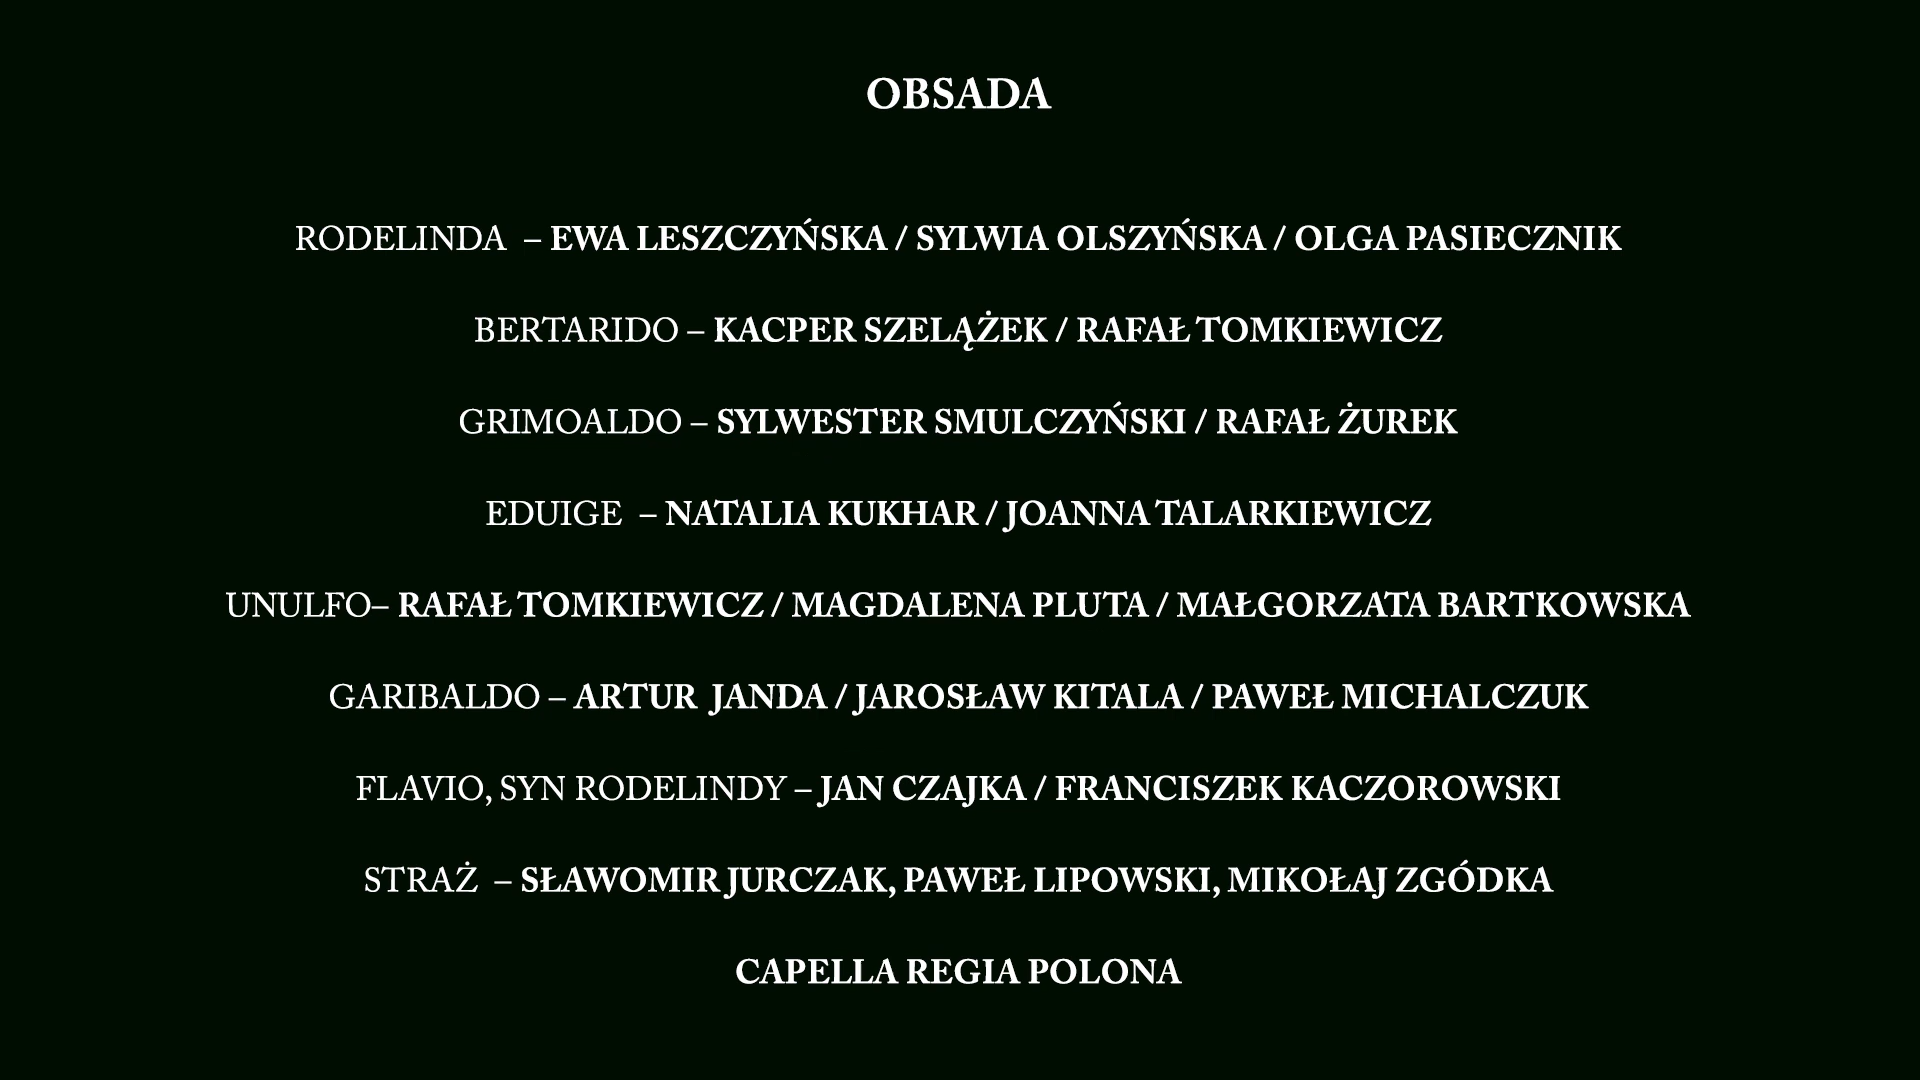 OBSADA
RODELINDA – EWA LESZCZYŃSKA / SYLWIA OLSZYŃSKA / OLGA PASIECZNIK
BERTARIDO – KACPER SZELĄŻEK / RAFAŁ TOMKIEWICZ
GRIMOALDO – SYLWESTER SMULCZYŃSKI / RAFAŁ ŻUREK
EDUIGE – NATALIA KUKHAR / JOANNA TALARKIEWICZ
UNULFO– RAFAŁ TOMKIEWICZ / MAGDALENA PLUTA / MAŁGORZATA BARTKOWSKA
GARIBALDO – ARTUR JANDA / JAROSŁAW KITALA / PAWEŁ MICHALCZUK
FLAVIO, SYN RODELINDY – JAN CZAJKA / FRANCISZEK KACZOROWSKI
STRAŻ – SŁAWOMIR JURCZAK, PAWEŁ LIPOWSKI, MIKOŁAJ ZGÓDKA
CAPELLA REGIA POLONA